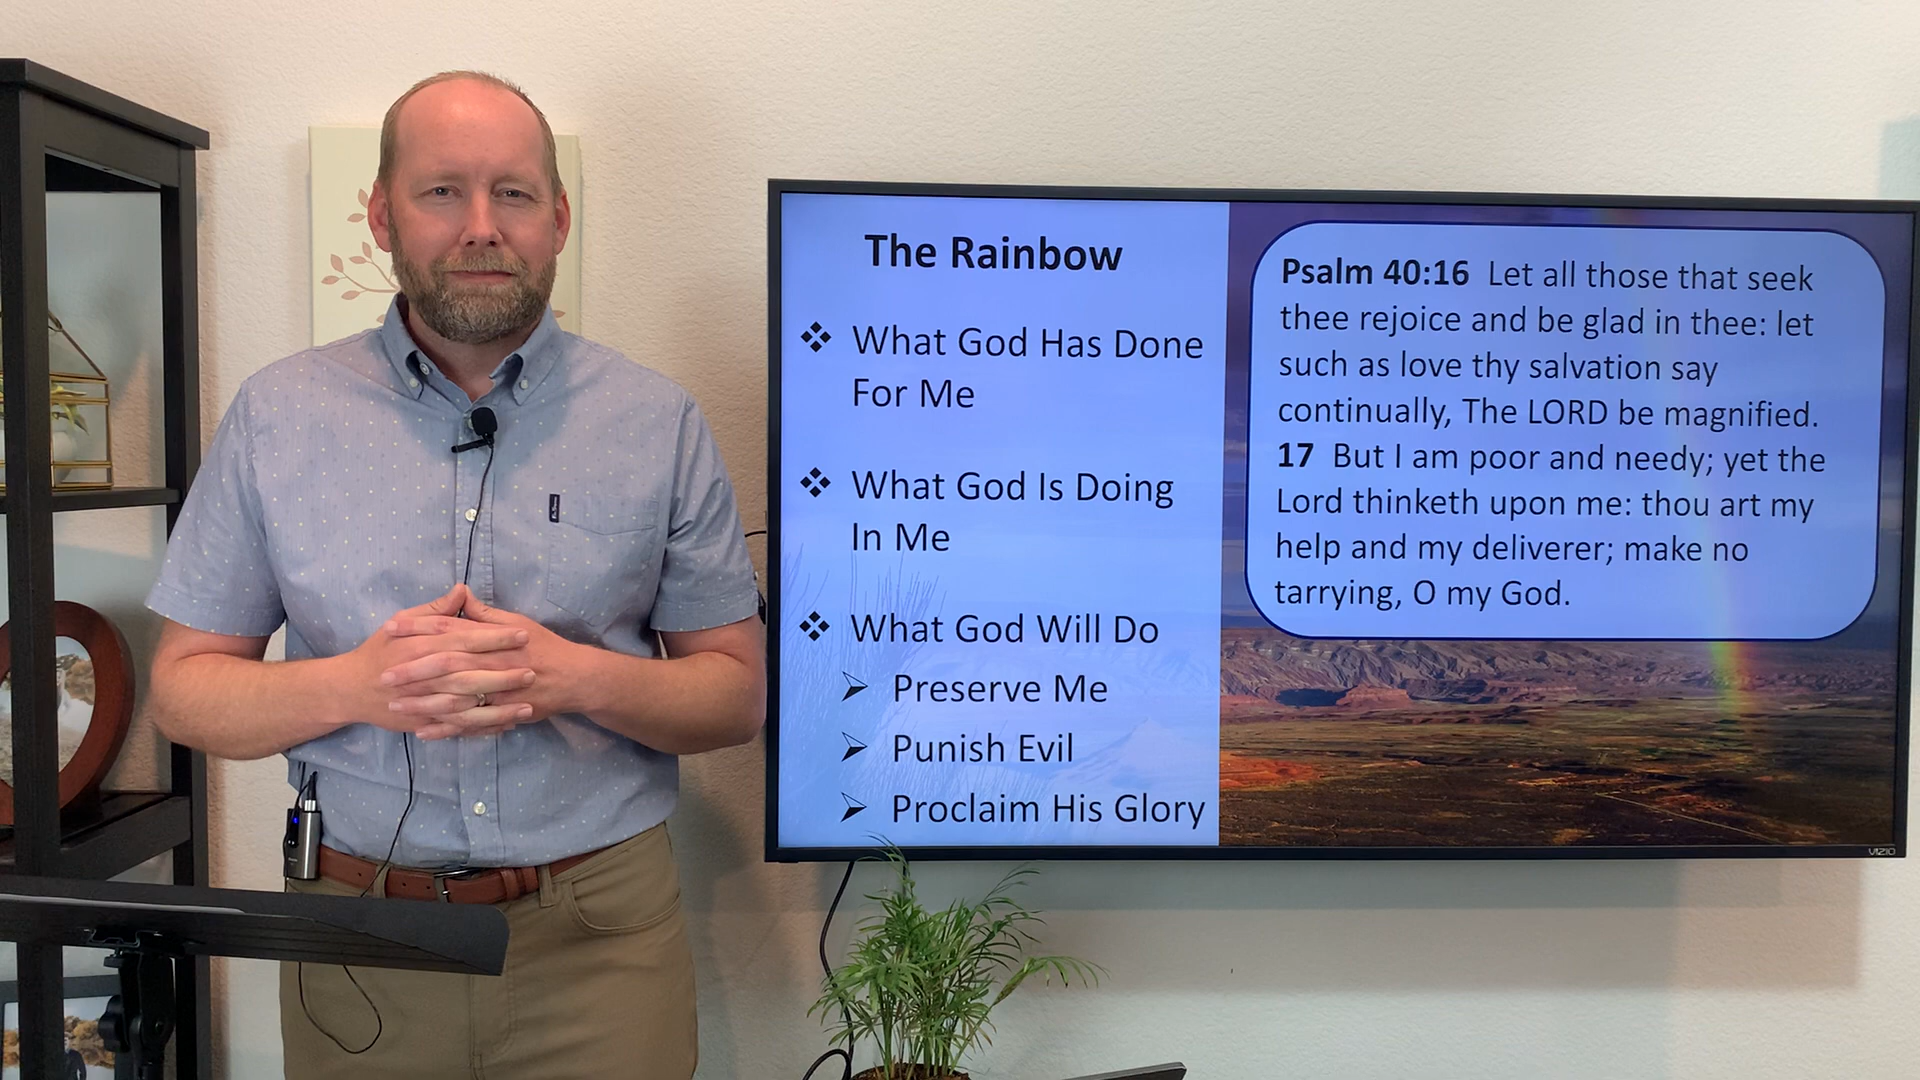 The Rainbow
What God Has Done
For Me
What God Is Doing
In Me
What God Will Do
Preserve Me
Punish Evil
Proclaim His Glory
Psalm 40:16 Let all those that seek
thee rejoice and be glad in thee: let
such as love thy salvation say
continually, The LORD be magnified.
17 But I am poor and needy; yet the
Lord thinketh upon me: thou art my
help and my deliverer; make no
tarrying, O my God.
VIZIO